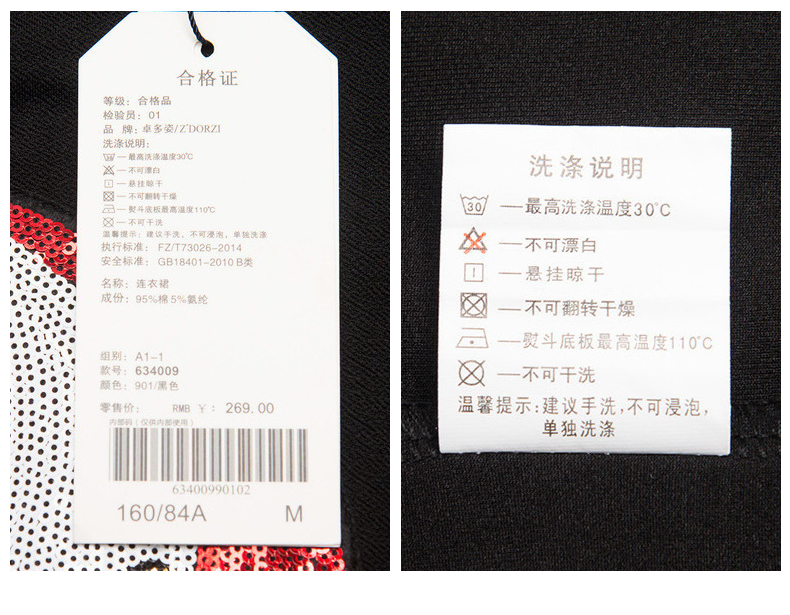 合格证
等级: 合格品
检验员: 01
品 牌: 卓多姿/Z'DORZI
洗涤说明:
30 —最高洗涤温度30℃
—不可漂白
—悬挂晾干
—不可翻转干燥
—熨斗底板最高温度110℃
—不可干洗
温馨提示: 建议手洗, 不可浸泡, 单独洗涤
执行标准: FZ/T73026-2014
安全标准: GB18401-2010 B类
名称: 连衣裙
成份: 95%棉 5%氨纶
组别: A1-1
款号: 634009
颜色: 901/黑色
零售价: RMB ¥: 269.00
内部码 (仅供内部使用)
63400990102
160/84A M
洗涤说明
30 —最高洗涤温度30℃
—不可漂白
—悬挂晾干
—不可翻转干燥
—熨斗底板最高温度110℃
—不可干洗
温馨提示:建议手洗,不可浸泡,
单独洗涤